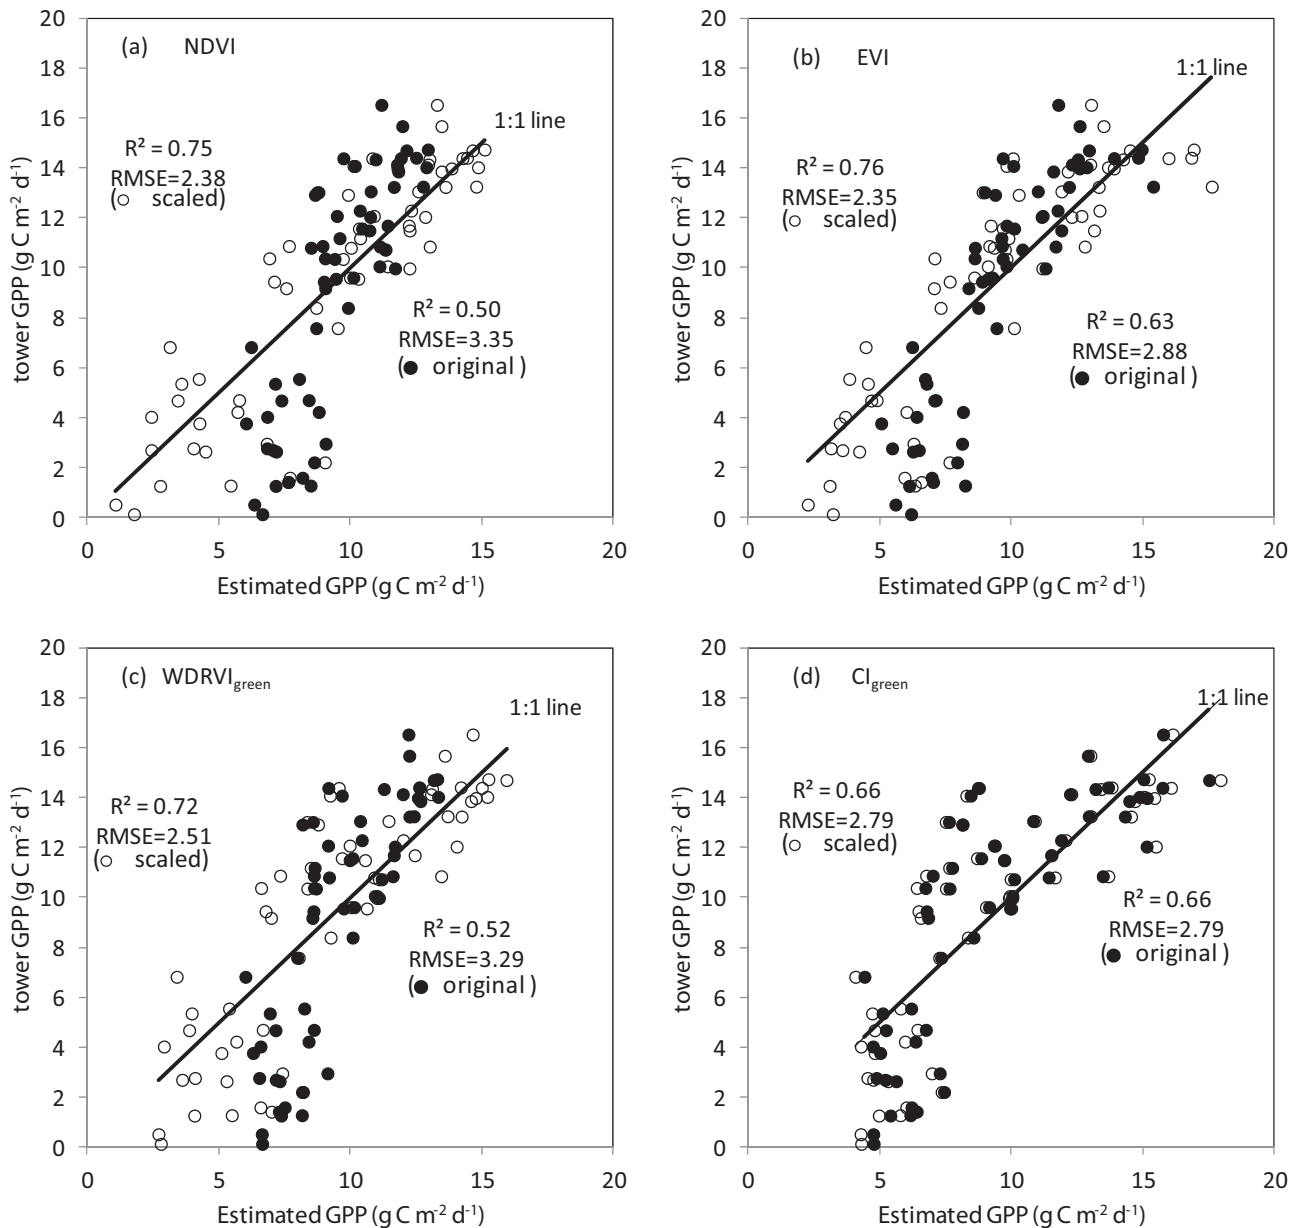 (a) NDVI
1:1 line
R² = 0.75
RMSE=2.38
(○ scaled)
R² = 0.50
RMSE=3.35
(● original )
20
18
16
14
12
10
8
6
4
2
0
0 5 10 15 20
tower GPP (g C m⁻² d⁻¹)
Estimated GPP (g C m⁻² d⁻¹)
(b) EVI
1:1 line
R² = 0.76
RMSE=2.35
(○ scaled)
R² = 0.63
RMSE=2.88
(● original )
20
18
16
14
12
10
8
6
4
2
0
0 5 10 15 20
tower GPP (g C m⁻² d⁻¹)
Estimated GPP (g C m⁻² d⁻¹)
(c) WDRVI_green
1:1 line
R² = 0.72
RMSE=2.51
(○ scaled)
R² = 0.52
RMSE=3.29
(● original )
20
18
16
14
12
10
8
6
4
2
0
0 5 10 15 20
tower GPP (g C m⁻² d⁻¹)
Estimated GPP (g C m⁻² d⁻¹)
(d) CI_green
1:1 line
R² = 0.66
RMSE=2.79
(○ scaled)
R² = 0.66
RMSE=2.79
(● original )
20
18
16
14
12
10
8
6
4
2
0
0 5 10 15 20
tower GPP (g C m⁻² d⁻¹)
Estimated GPP (g C m⁻² d⁻¹)